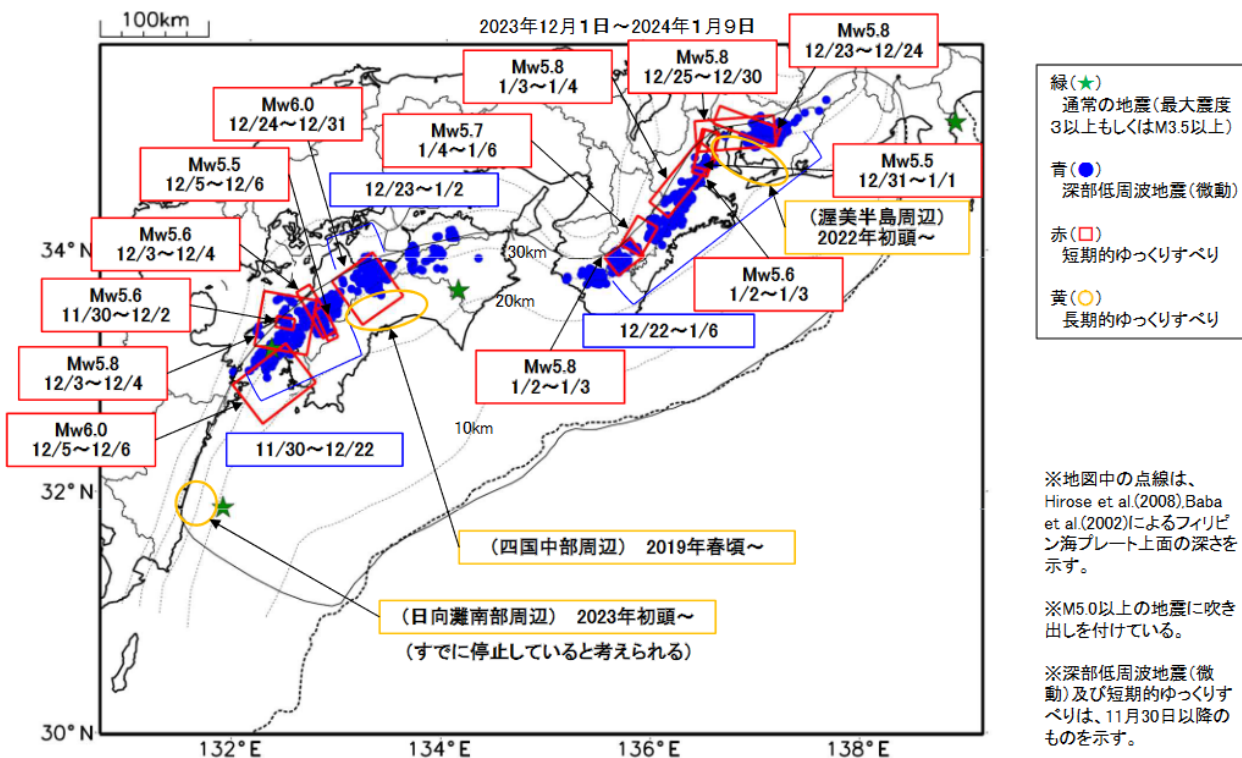 100km
2023年12月1日～2024年1月9日
Mw5.8
12/23～12/24
Mw5.8
12/25～12/30
Mw5.8
1/3～1/4
Mw6.0
12/24～12/31
Mw5.7
1/4～1/6
Mw5.5
12/5～12/6
12/23～1/2
Mw5.5
12/31～1/1
Mw5.6
12/3～12/4
（渥美半島周辺）
2022年初頭～
34°N
30km
20km
Mw5.6
1/2～1/3
Mw5.6
11/30～12/2
12/22～1/6
Mw5.8
12/3～12/4
Mw5.8
1/2～1/3
Mw6.0
12/5～12/6
10km
11/30～12/22
32°N
（四国中部周辺） 2019年春頃～
（日向灘南部周辺） 2023年初頭～
（すでに停止していると考えられる）
30°N
132°E
134°E
136°E
138°E
緑（★）
通常の地震（最大震度
３以上もしくはM3.5以上）
青（●）
深部低周波地震（微動）
赤（□）
短期的ゆっくりすべり
黄（○）
長期的ゆっくりすべり
※地図中の点線は、
Hirose et al.(2008),Baba
et al.(2002)によるフィリピ
ン海プレート上面の深さを
示す。
※M5.0以上の地震に吹き
出しを付けている。
※深部低周波地震（微
動）及び短期的ゆっくりす
べりは、11月30日以降の
ものを示す。